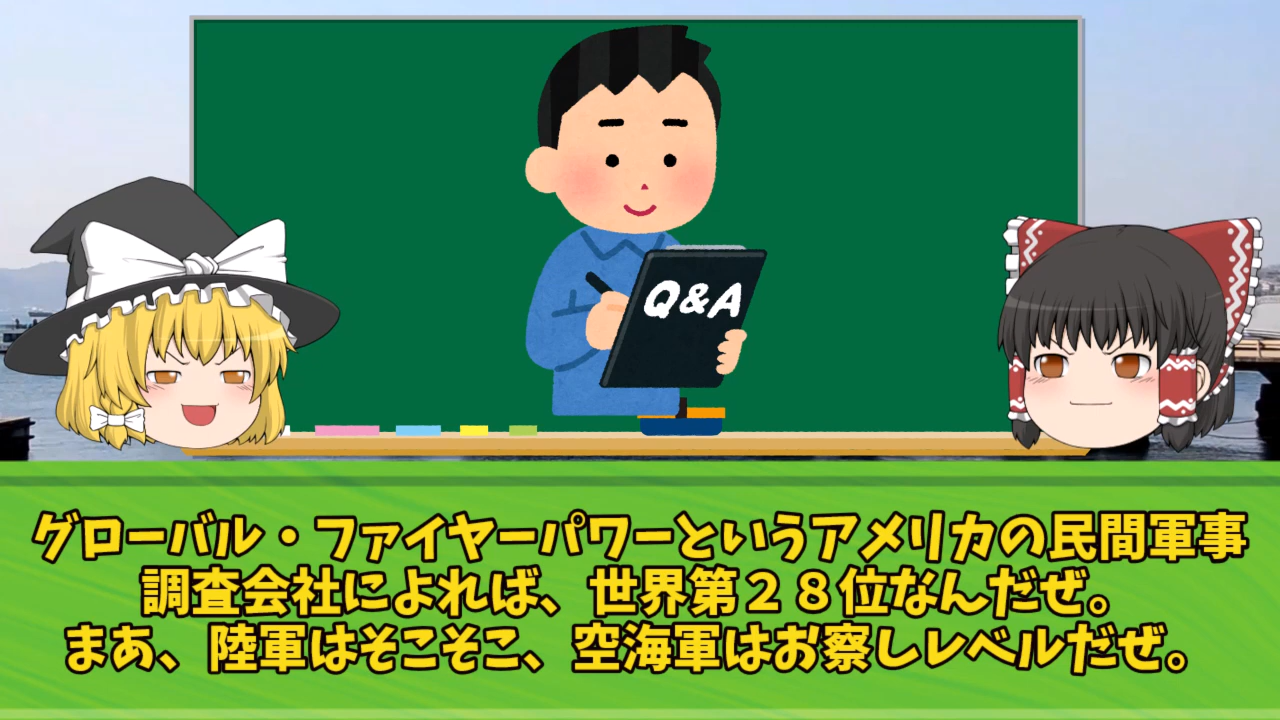 Q&A
グローバル・ファイヤーパワーというアメリカの民間軍事
調査会社によれば、世界第２８位なんだぜ。
まあ、陸軍はそこそこ、空海軍はお察しレベルだぜ。